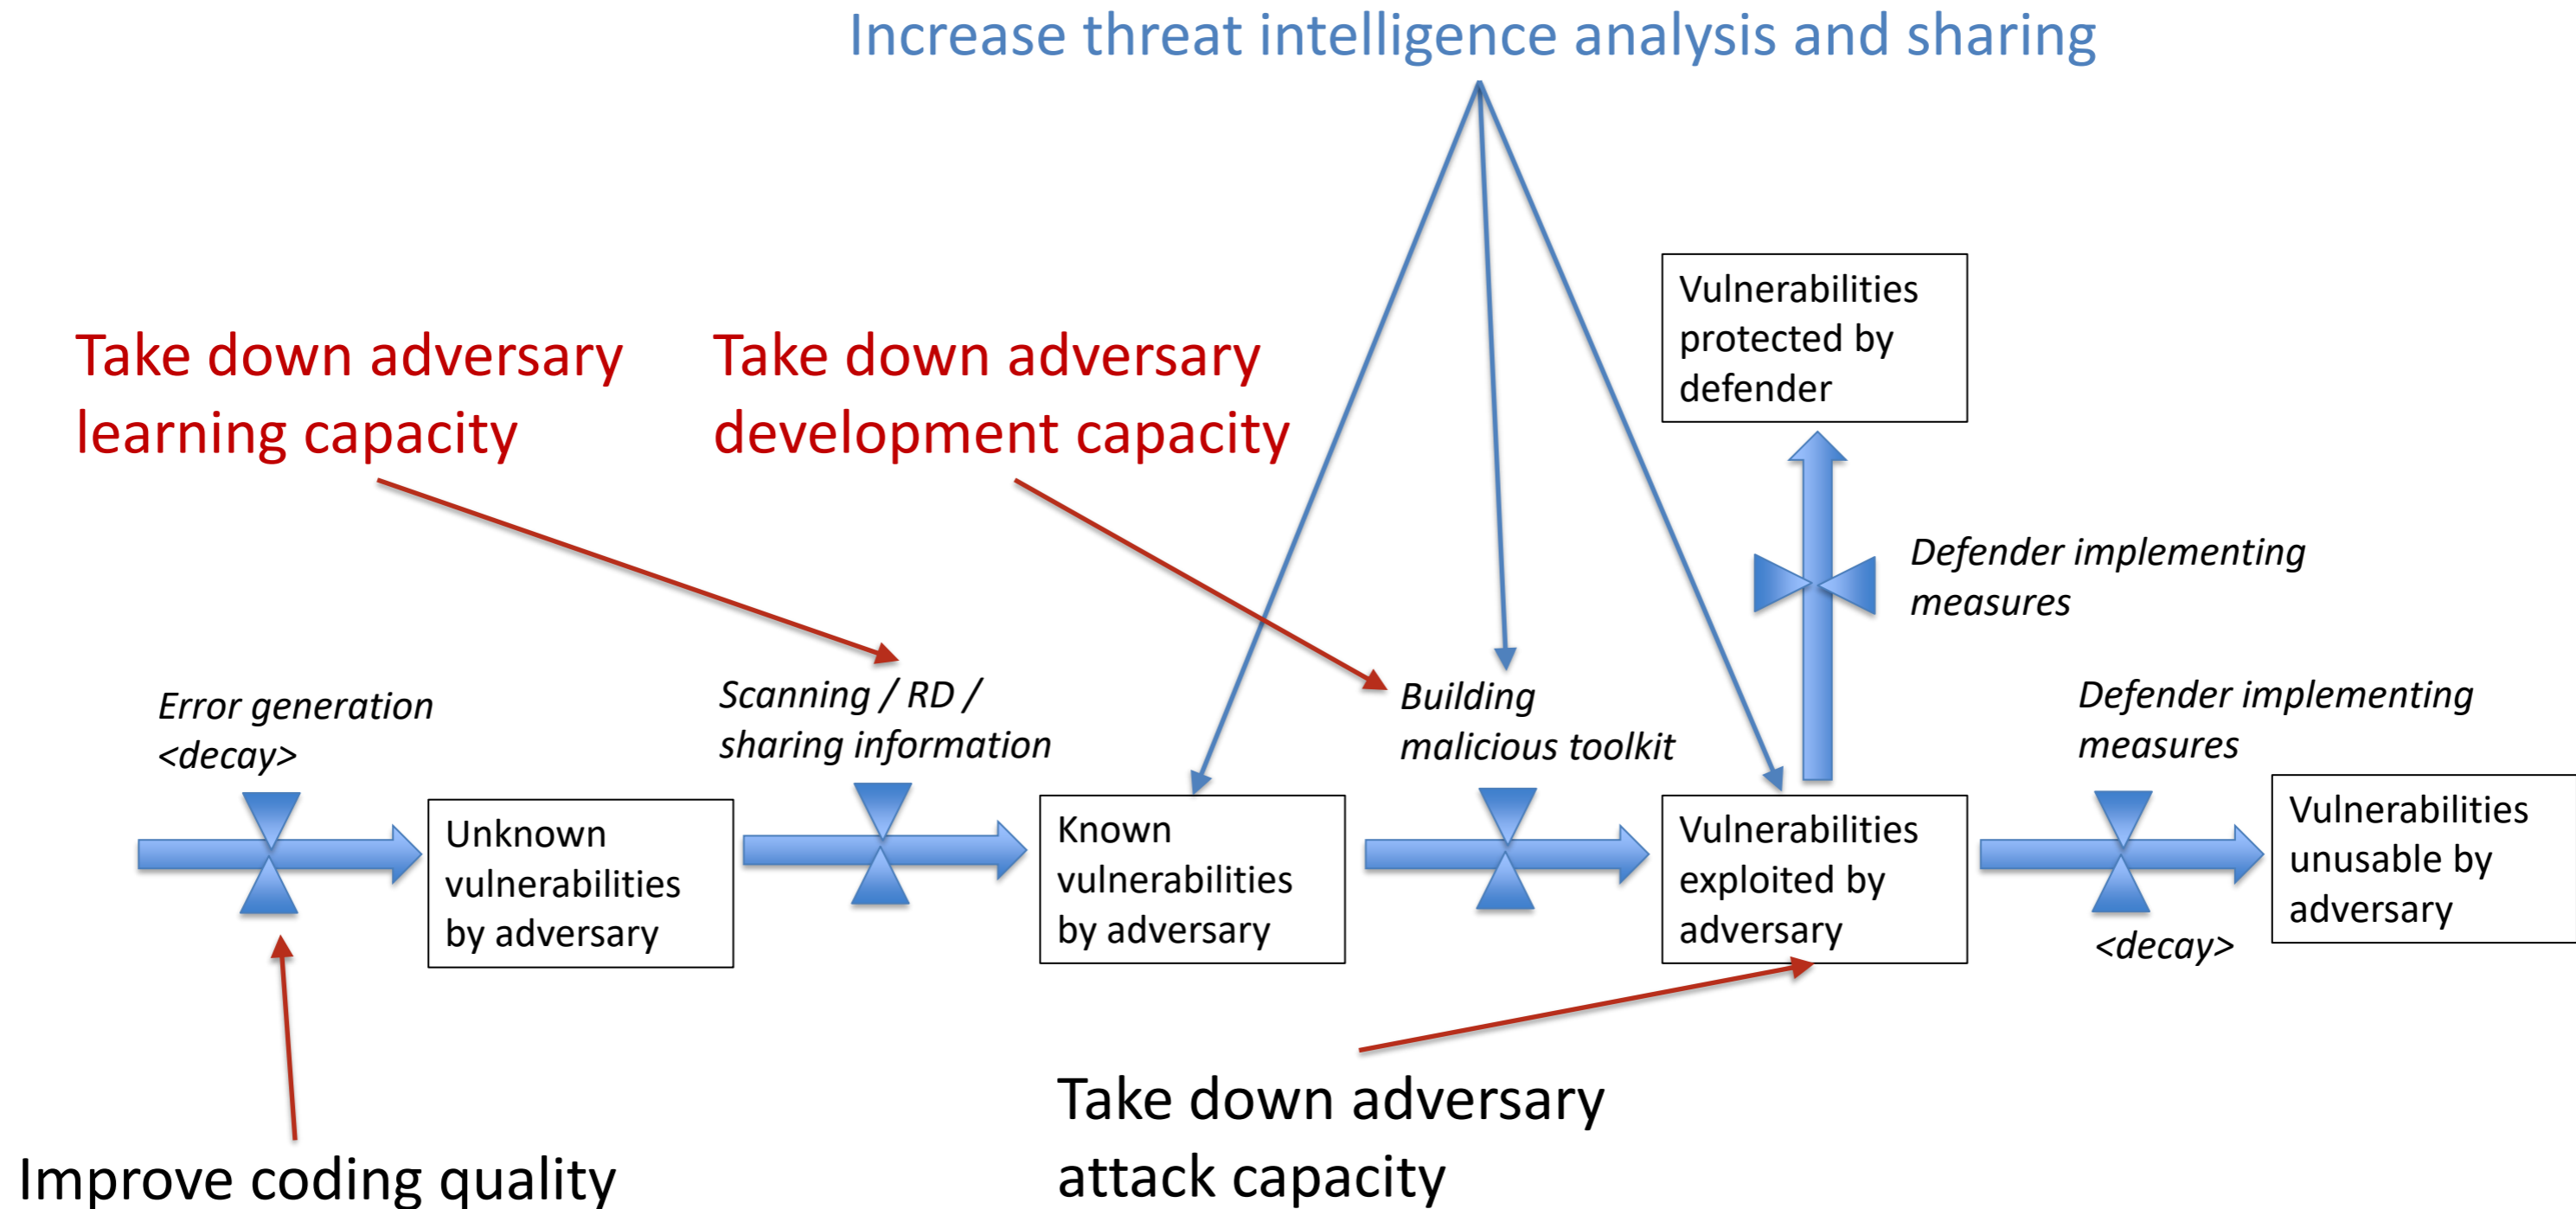 Increase threat intelligence analysis and sharing
Vulnerabilities
protected by
defender
Take down adversary
learning capacity
Take down adversary
development capacity
Defender implementing
measures
Error generation
<decay>
Scanning / RD /
sharing information
Building
malicious toolkit
Defender implementing
measures
Unknown
vulnerabilities
by adversary
Known
vulnerabilities
by adversary
Vulnerabilities
exploited by
adversary
Vulnerabilities
unusable by
adversary
<decay>
Take down adversary
attack capacity
Improve coding quality